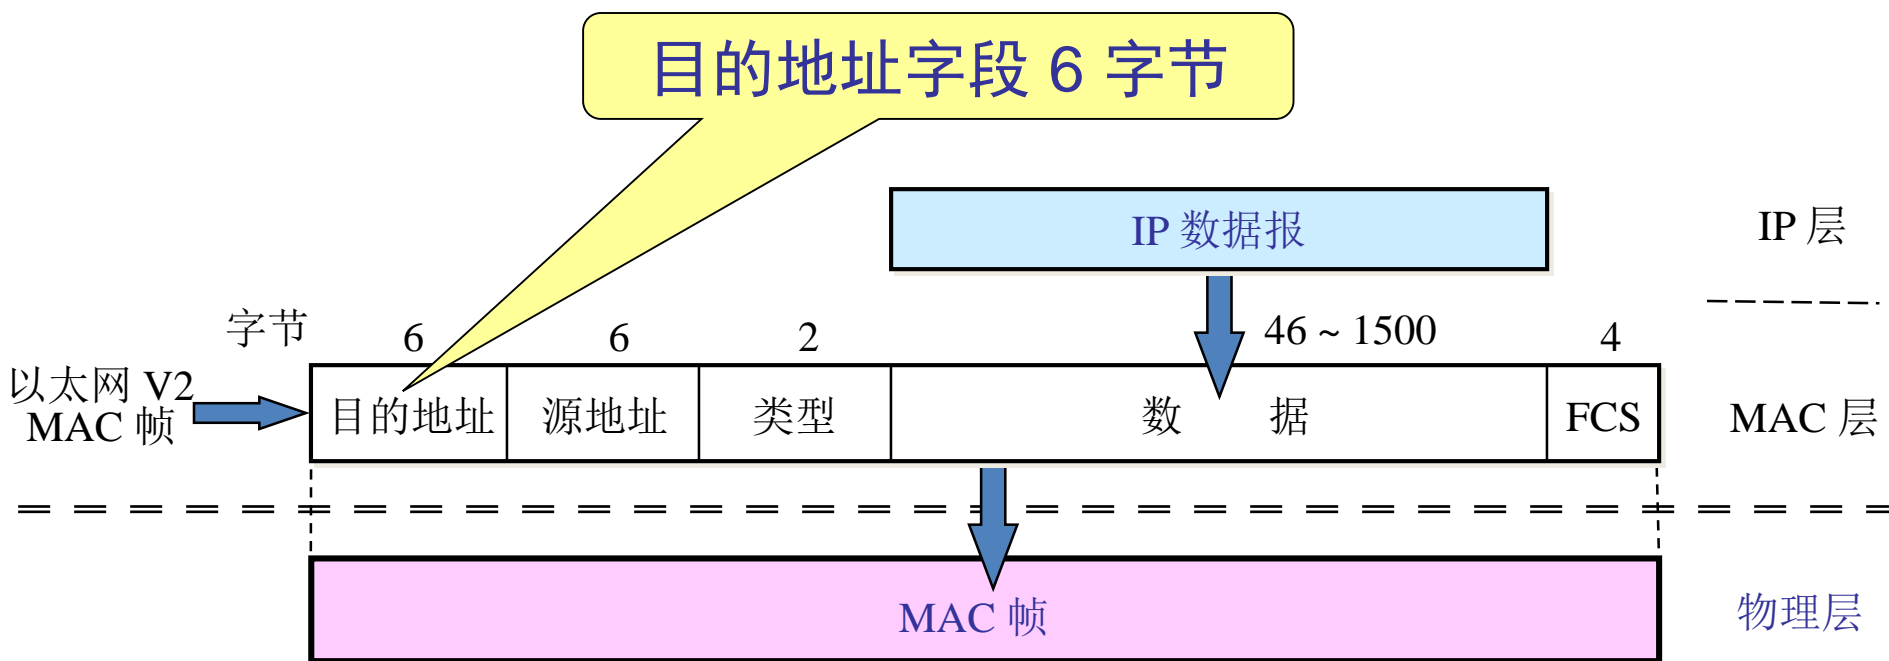 目的地址字段 6 字节
IP 数据报
IP 层
字节
6
6
2
46 ~ 1500
4
以太网 V2
MAC 帧
目的地址
源地址
类型
数 据
FCS
MAC 层
MAC 帧
物理层